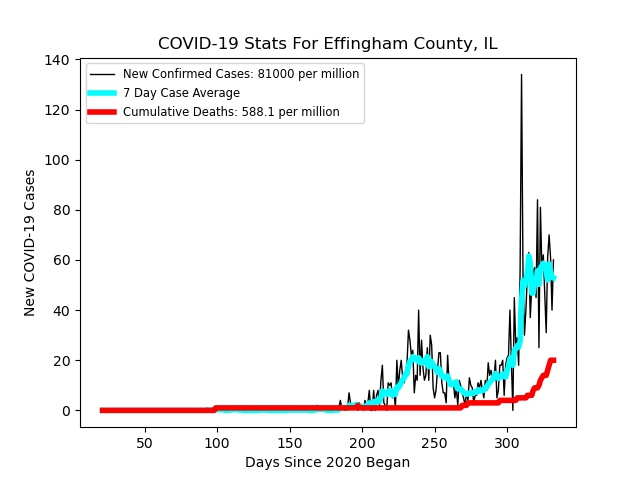 COVID-19 Stats For Effingham County, IL
New Confirmed Cases: 81000 per million
7 Day Case Average
Cumulative Deaths: 588.1 per million
New COVID-19 Cases
140
120
100
80
60
40
20
0
50
100
150
200
250
300
Days Since 2020 Began